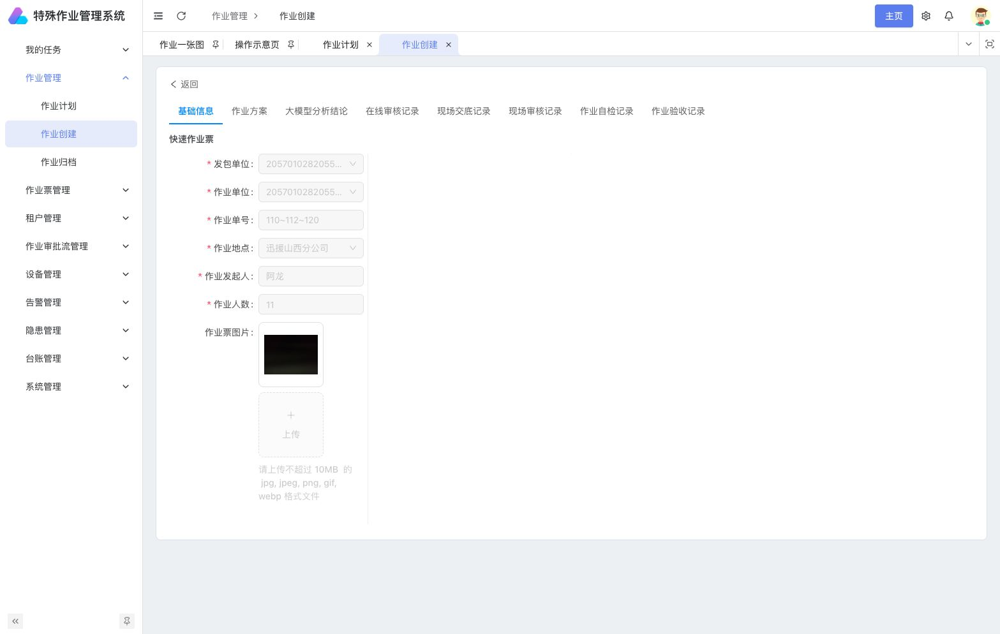 特殊作业管理系统
作业管理
作业创建
主页
作业一张图
操作示意页
作业计划
作业创建
我的任务
作业管理
作业计划
作业创建
作业归档
作业票管理
租户管理
作业审批流管理
设备管理
告警管理
隐患管理
台账管理
系统管理
返回
基础信息 作业方案 大模型分析结论 在线审核记录 现场交底记录 现场审核记录 作业自检记录 作业验收记录
快速作业票
* 发包单位: 2057010282055...
* 作业单位: 2057010282055...
* 作业单号: 110~112~120
* 作业地点: 迅援山西分公司
* 作业发起人: 阿龙
* 作业人数: 11
作业票图片:
上传
请上传不超过 10MB 的
jpg, jpeg, png, gif,
webp 格式文件